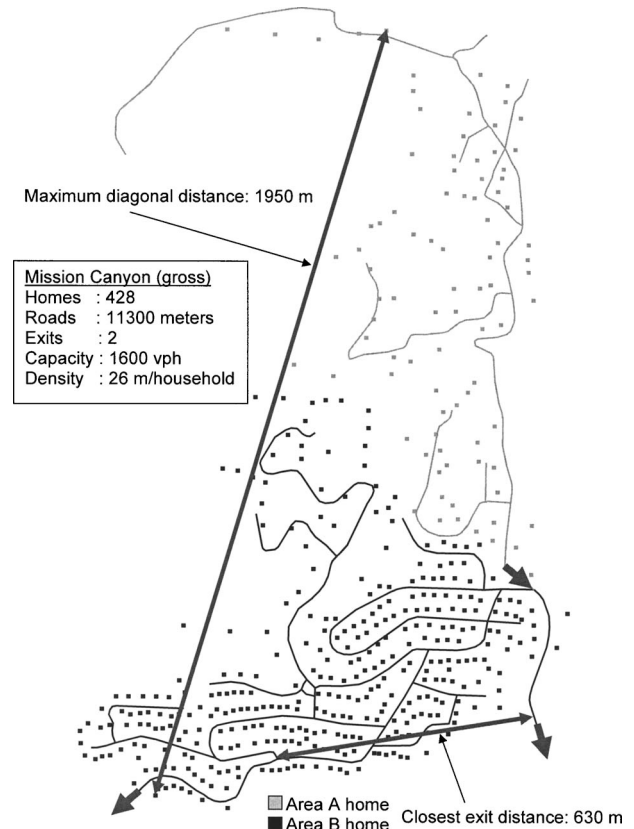 Maximum diagonal distance: 1950 m
Mission Canyon (gross)
Homes : 428
Roads : 11300 meters
Exits : 2
Capacity : 1600 vph
Density : 26 m/household
Area A home
Area B home
Closest exit distance: 630 m